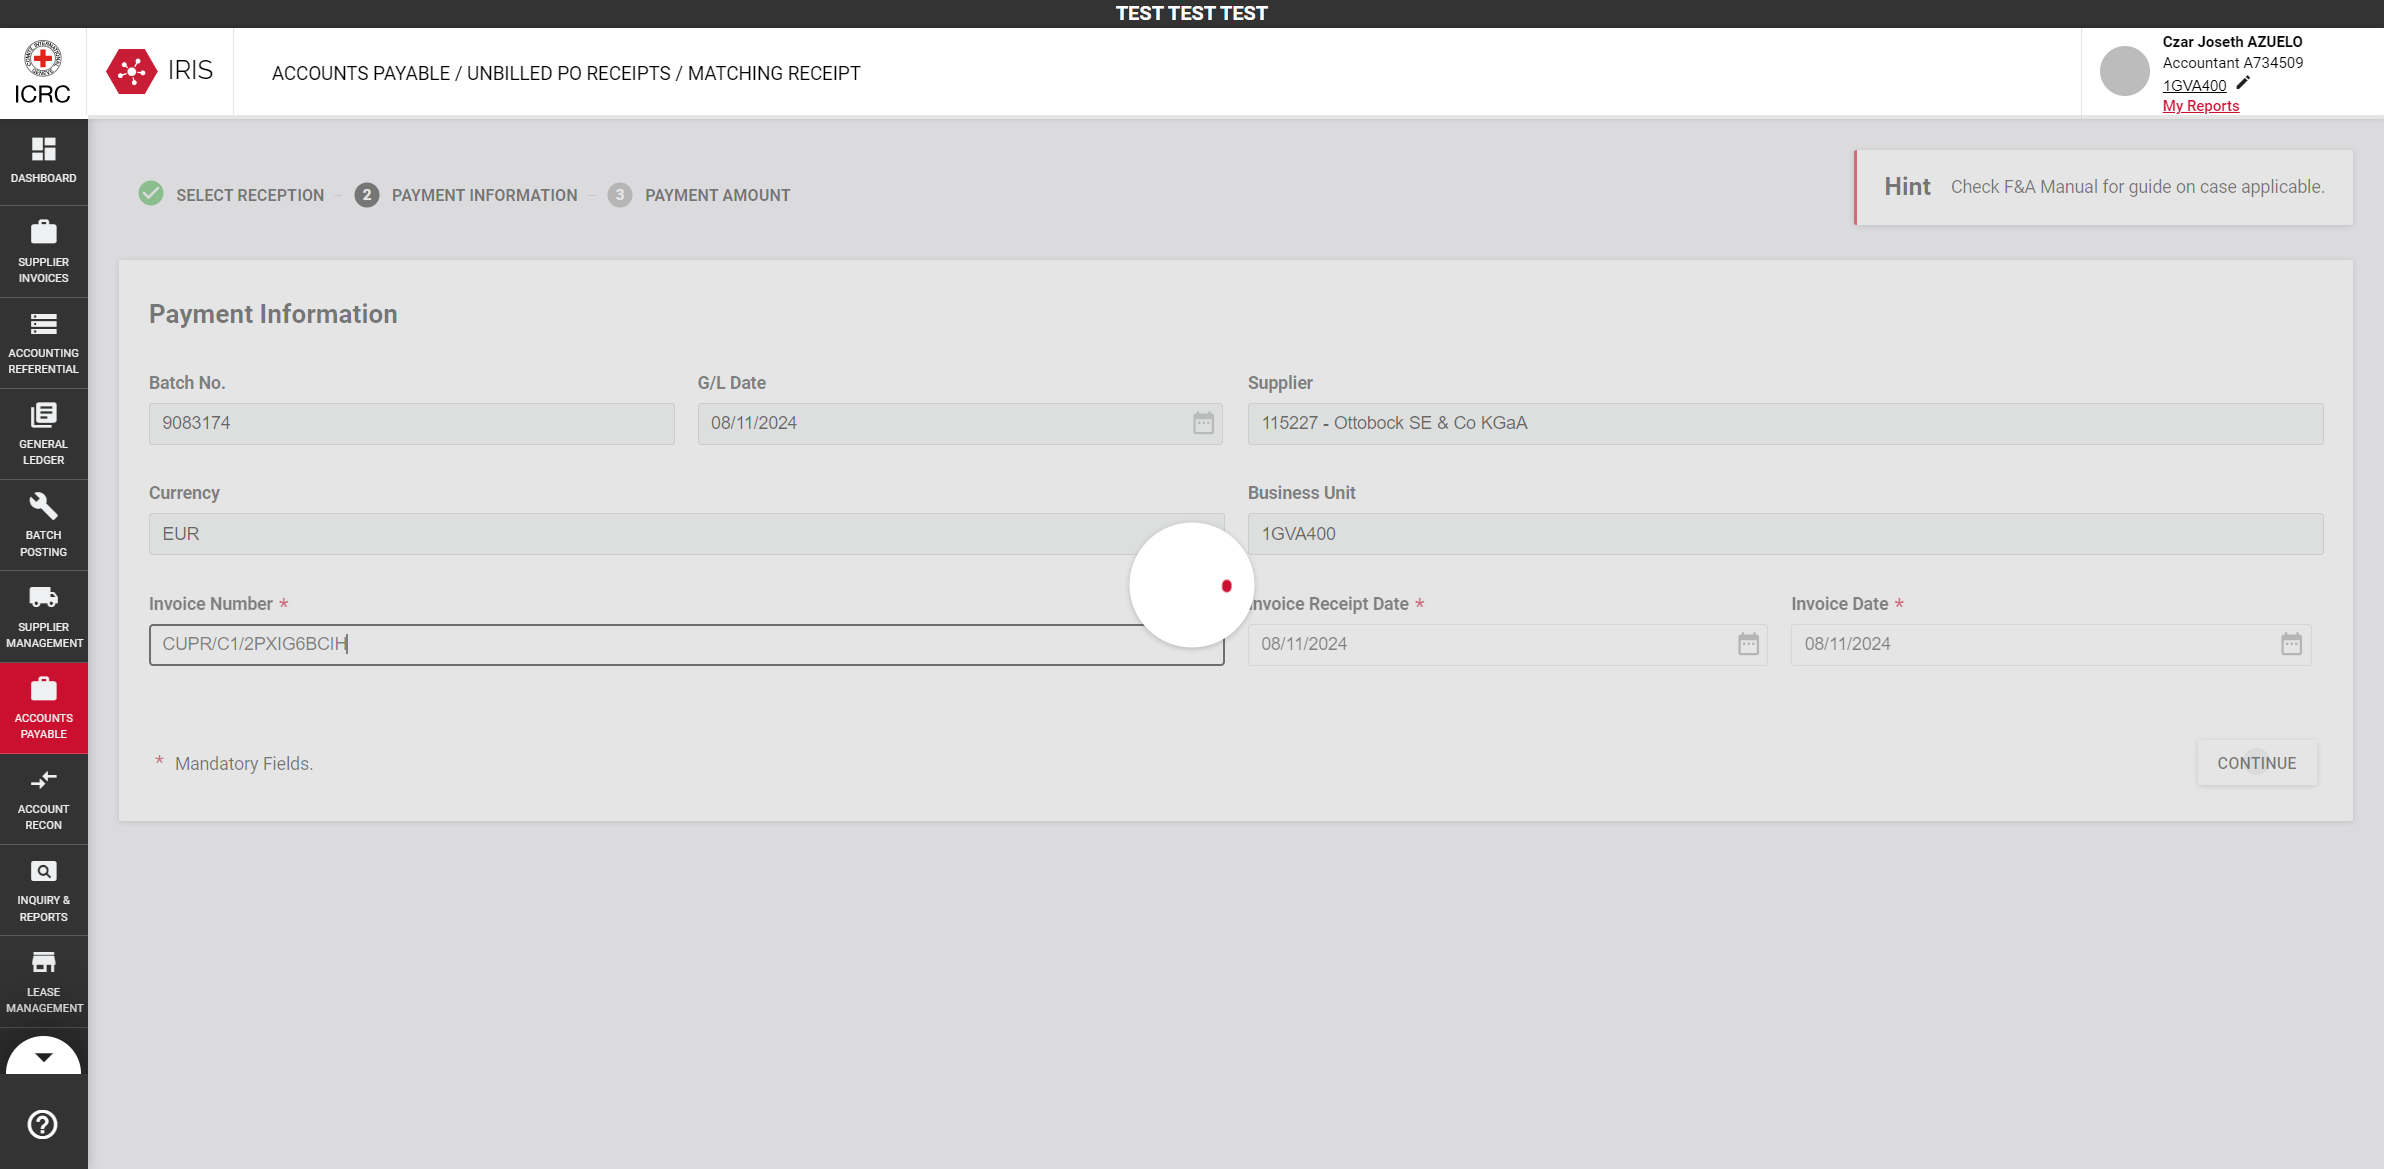 TEST TEST TEST
ICRC
IRIS
ACCOUNTS PAYABLE / UNBILLED PO RECEIPTS / MATCHING RECEIPT
Czar Joseth AZUELO
Accountant A734509
1GVA400
My Reports
DASHBOARD
SUPPLIER
INVOICES
ACCOUNTING
REFERENTIAL
GENERAL
LEDGER
BATCH
POSTING
SUPPLIER
MANAGEMENT
ACCOUNTS
PAYABLE
ACCOUNT
RECON
INQUIRY &
REPORTS
LEASE
MANAGEMENT
SELECT RECEPTION - 2 PAYMENT INFORMATION - 3 PAYMENT AMOUNT
Hint Check F&A Manual for guide on case applicable.
Payment Information
Batch No. G/L Date Supplier
9083174 08/11/2024 115227 - Ottobock SE & Co KGaA
Currency Business Unit
EUR 1GVA400
Invoice Number * Invoice Receipt Date * Invoice Date *
CUPR/C1/2PXIG6BCIH 08/11/2024 08/11/2024
* Mandatory Fields.
CONTINUE